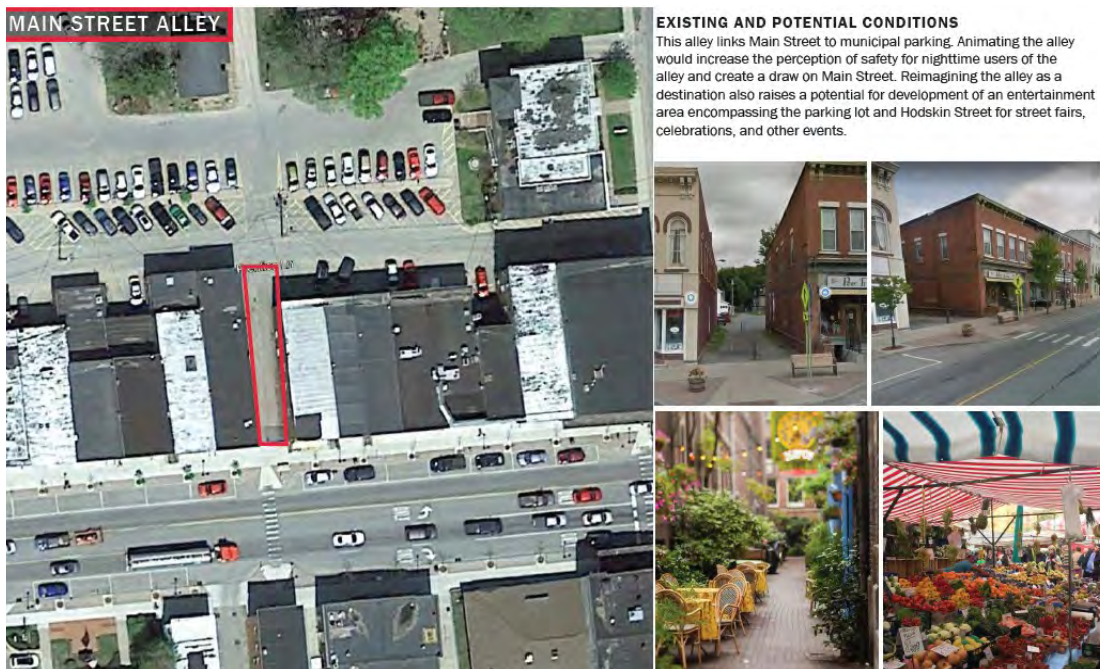 MAIN STREET ALLEY
EXISTING AND POTENTIAL CONDITIONS
This alley links Main Street to municipal parking. Animating the alley
would increase the perception of safety for nighttime users of the
alley and create a draw on Main Street. Reimagining the alley as a
destination also raises a potential for development of an entertainment
area encompassing the parking lot and Hodskin Street for street fairs,
celebrations, and other events.